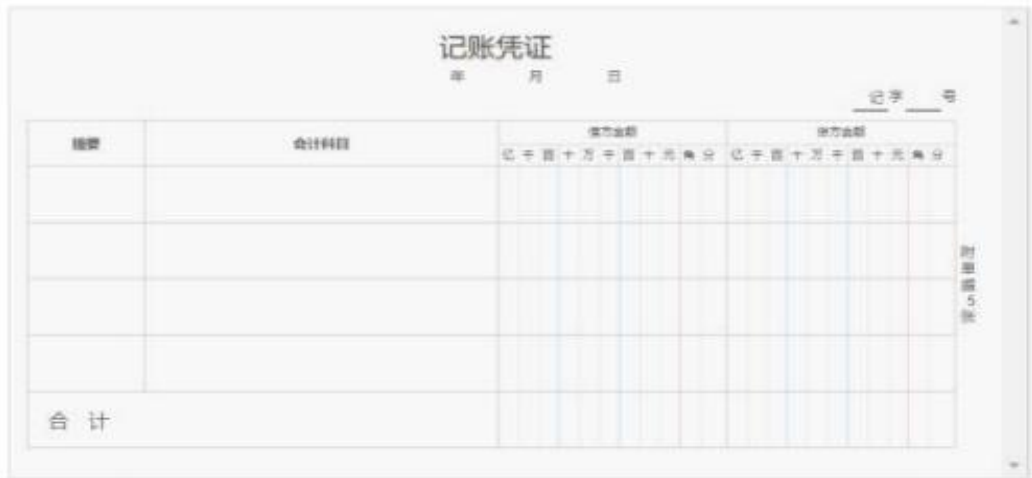 记账凭证
年 月 日
记 字 号
摘要 会计科目 借方金额 贷方金额
亿 千 百 十 万 千 百 十 元 角 分 亿 千 百 十 万 千 百 十 元 角 分
附单据5张
合 计